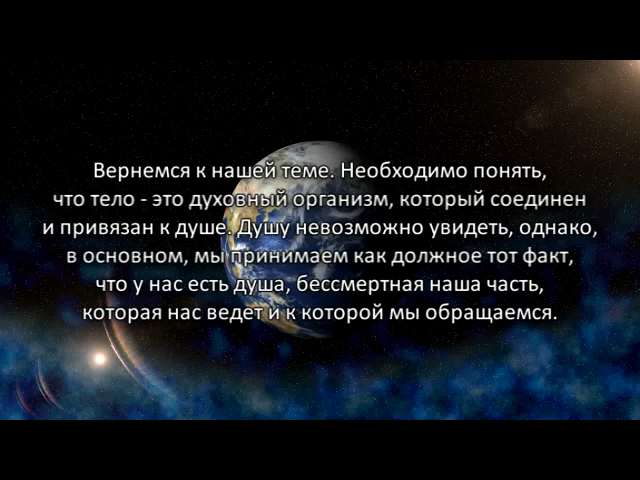 Вернемся к нашей теме. Необходимо понять,
что тело - это духовный организм, который соединен
и привязан к душе. Душу невозможно увидеть, однако,
в основном, мы принимаем как должное тот факт,
что у нас есть душа, бессмертная наша часть,
которая нас ведет и к которой мы обращаемся.